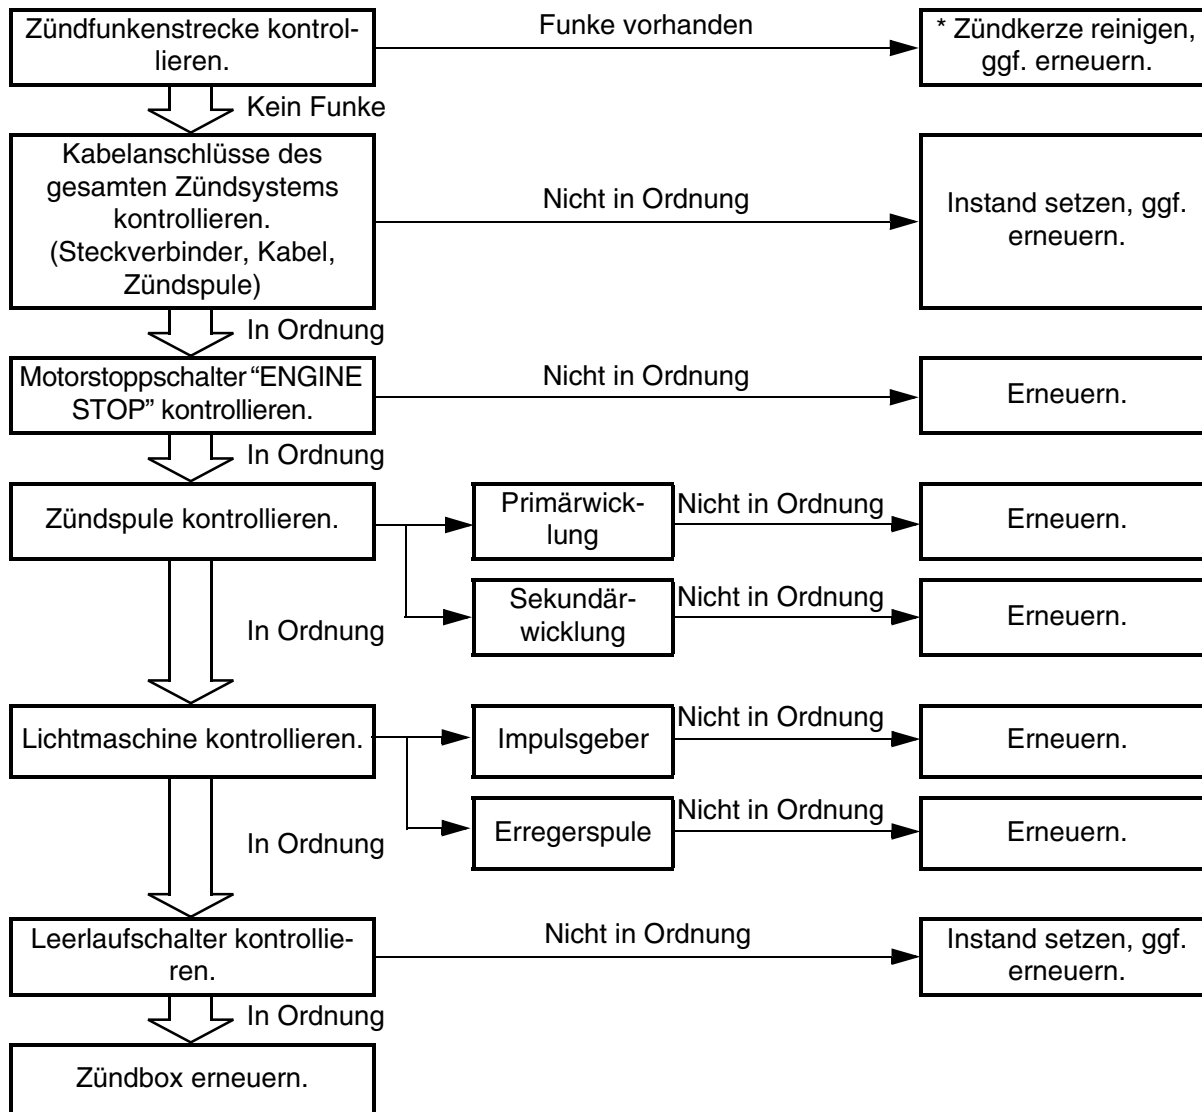 Zündfunkenstrecke kontrol-
lieren.
Funke vorhanden
* Zündkerze reinigen,
ggf. erneuern.
Kein Funke
Kabelanschlüsse des
gesamten Zündsystems
kontrollieren.
(Steckverbinder, Kabel,
Zündspule)
Nicht in Ordnung
Instand setzen, ggf.
erneuern.
In Ordnung
Motorstoppschalter “ENGINE
STOP” kontrollieren.
Nicht in Ordnung
Erneuern.
In Ordnung
Zündspule kontrollieren.
Primärwick-
lung
Nicht in Ordnung
Erneuern.
Sekundär-
wicklung
Nicht in Ordnung
Erneuern.
In Ordnung
Lichtmaschine kontrollieren.
Impulsgeber
Nicht in Ordnung
Erneuern.
Erregerspule
Nicht in Ordnung
Erneuern.
In Ordnung
Leerlaufschalter kontrollie-
ren.
Nicht in Ordnung
Instand setzen, ggf.
erneuern.
In Ordnung
Zündbox erneuern.